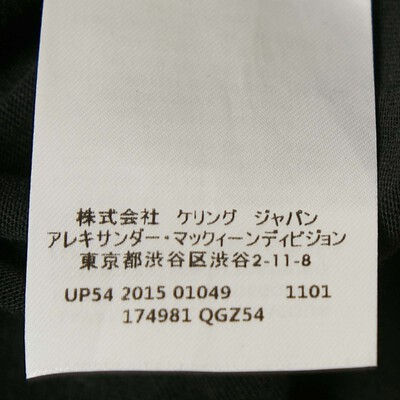 株式会社 ケリング ジャパン
アレキサンダー・マックィーンディビジョン
東京都渋谷区渋谷2-11-8
UP54 2015 01049 1101
174981 QGZ54